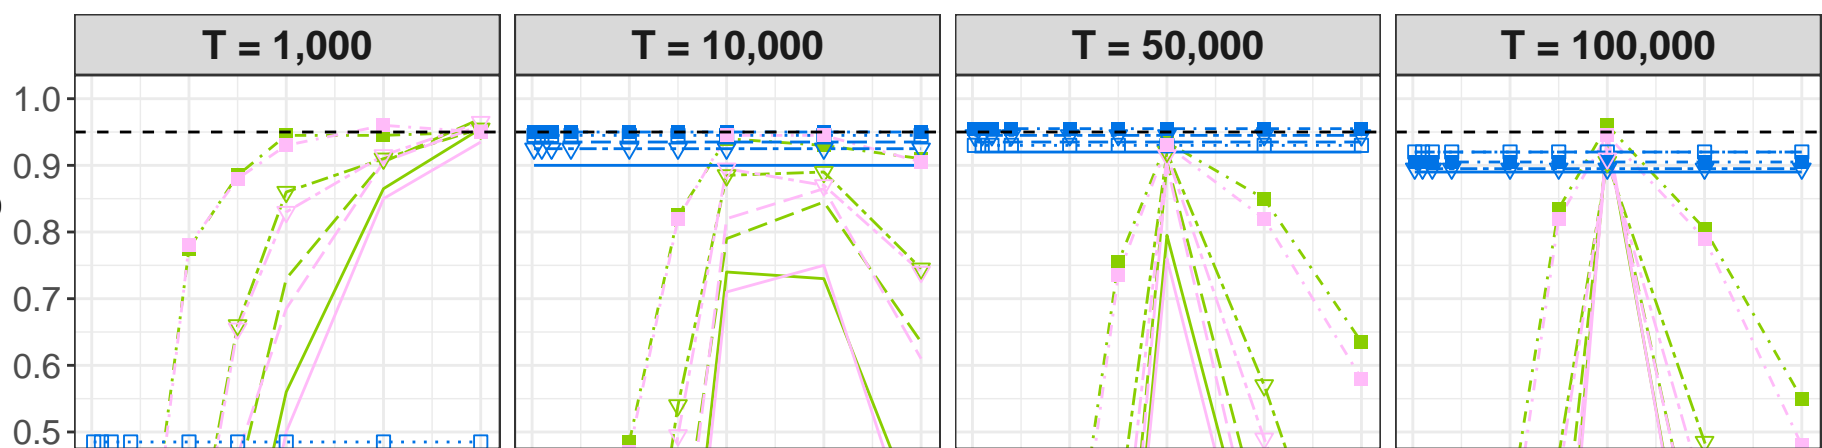 T = 1,000
T = 10,000
T = 50,000
T = 100,000
1.0
0.9
0.8
0.7
0.6
0.5